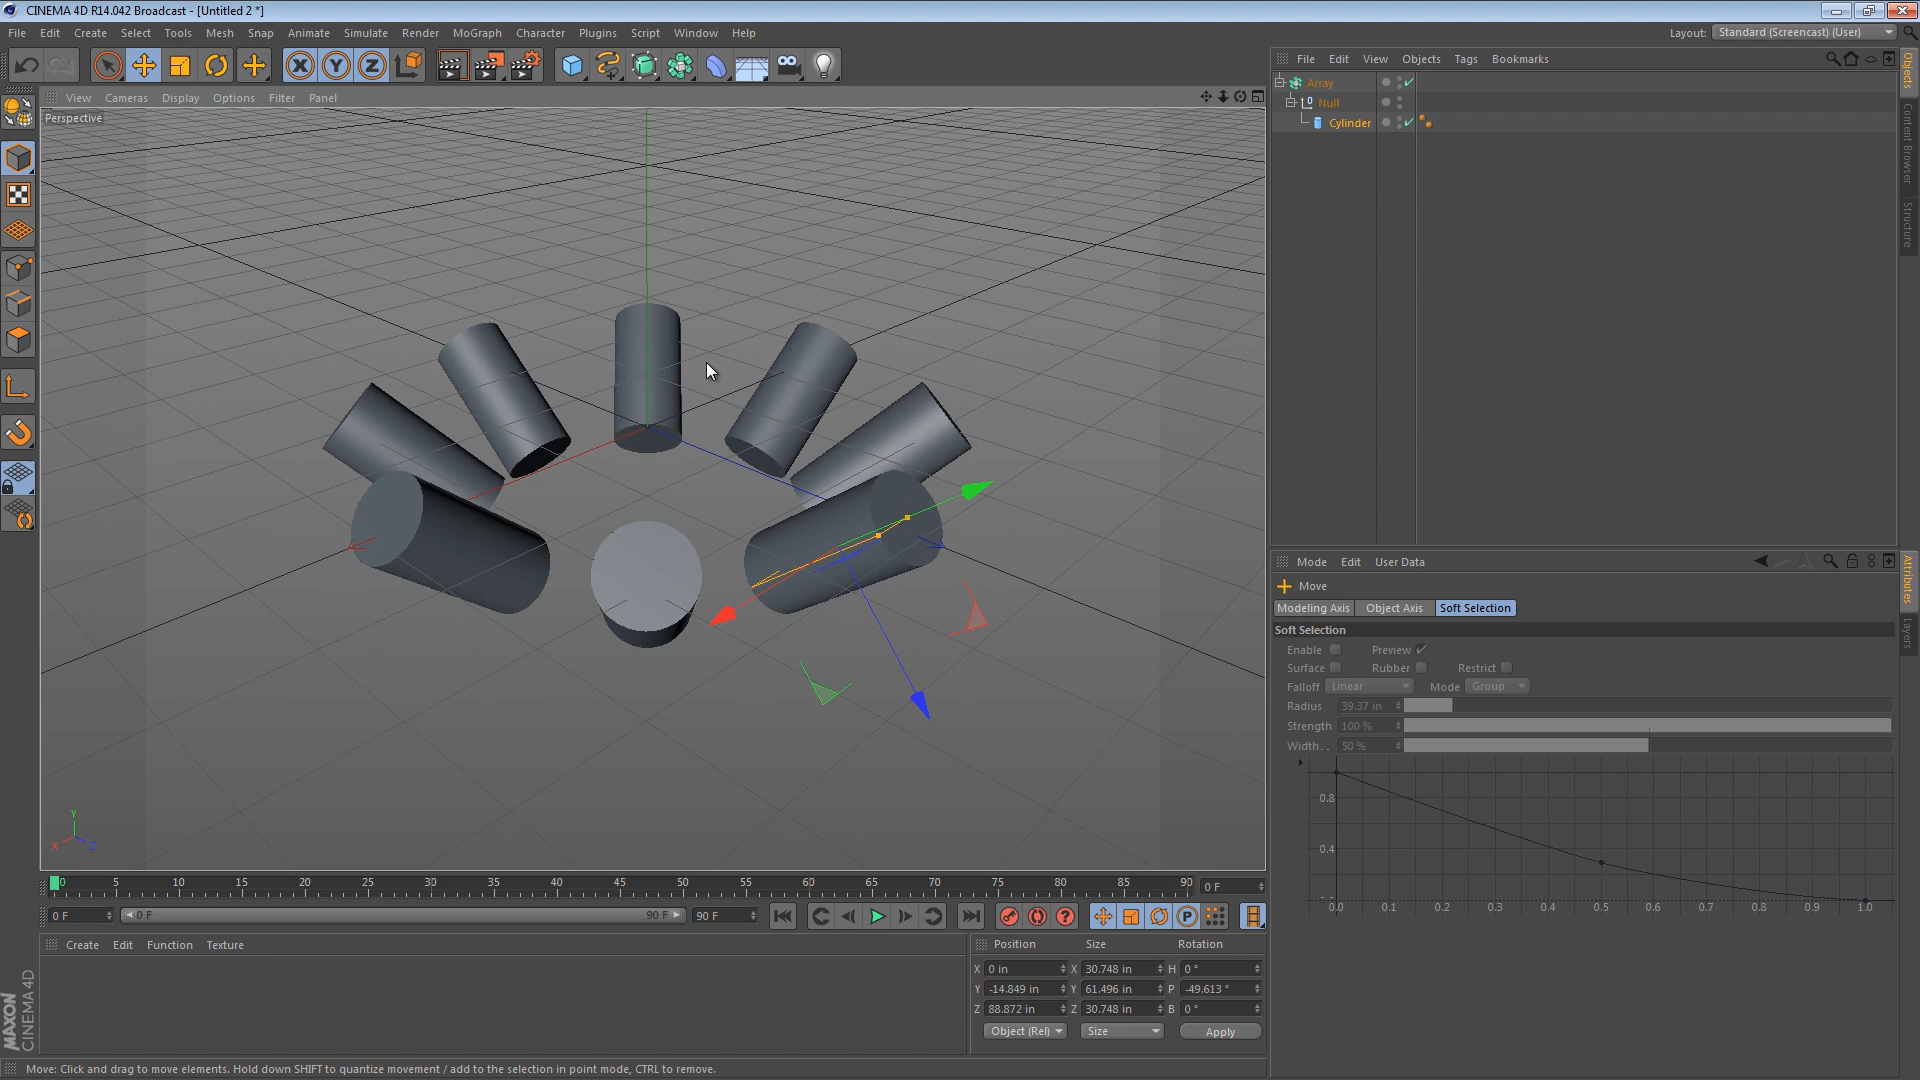 CINEMA 4D R14.042 Broadcast - [Untitled 2 *]
File Edit Create Select Tools Mesh Snap Animate Simulate Render MoGraph Character Plugins Script Window Help
Layout: Standard (Screencast) (User)
File Edit View Objects Tags Bookmarks
Array
Null
Cylinder
Objects
Content Browser
Structure
View Cameras Display Options Filter Panel
Perspective
Y
X
Z
Mode Edit User Data
Move
Modeling Axis Object Axis Soft Selection
Soft Selection
Enable Preview
Surface Rubber Restrict
Falloff Linear Mode Group
Radius 39.37 in
Strength 100 %
Width.. 50 %
0.8
0.4
0.0 0.1 0.2 0.3 0.4 0.5 0.6 0.7 0.8 0.9 1.0
Attributes
Layers
0 5 10 15 20 25 30 35 40 45 50 55 60 65 70 75 80 85 90 0 F
0 F 0 F 90 F 90 F
Create Edit Function Texture
Position Size Rotation
X 0 in X 30.748 in H 0 °
Y -14.849 in Y 61.496 in P -49.613 °
Z 88.872 in Z 30.748 in B 0 °
Object (Rel) Size Apply
MAXON
CINEMA 4D
Move: Click and drag to move elements. Hold down SHIFT to quantize movement / add to the selection in point mode, CTRL to remove.